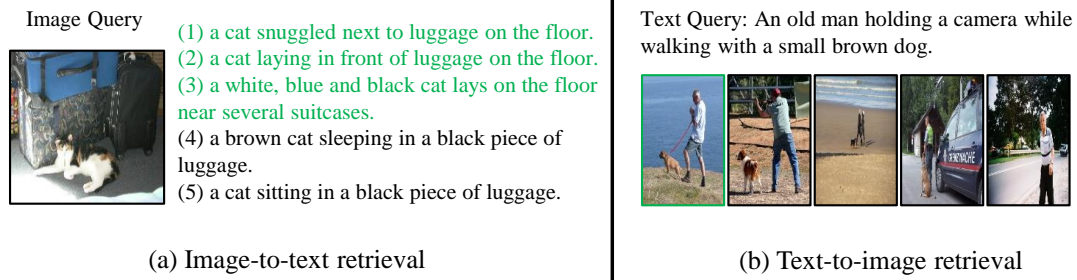 Image Query
(1) a cat snuggled next to luggage on the floor.
(2) a cat laying in front of luggage on the floor.
(3) a white, blue and black cat lays on the floor
near several suitcases.
(4) a brown cat sleeping in a black piece of
luggage.
(5) a cat sitting in a black piece of luggage.
(a) Image-to-text retrieval
Text Query: An old man holding a camera while
walking with a small brown dog.
(b) Text-to-image retrieval